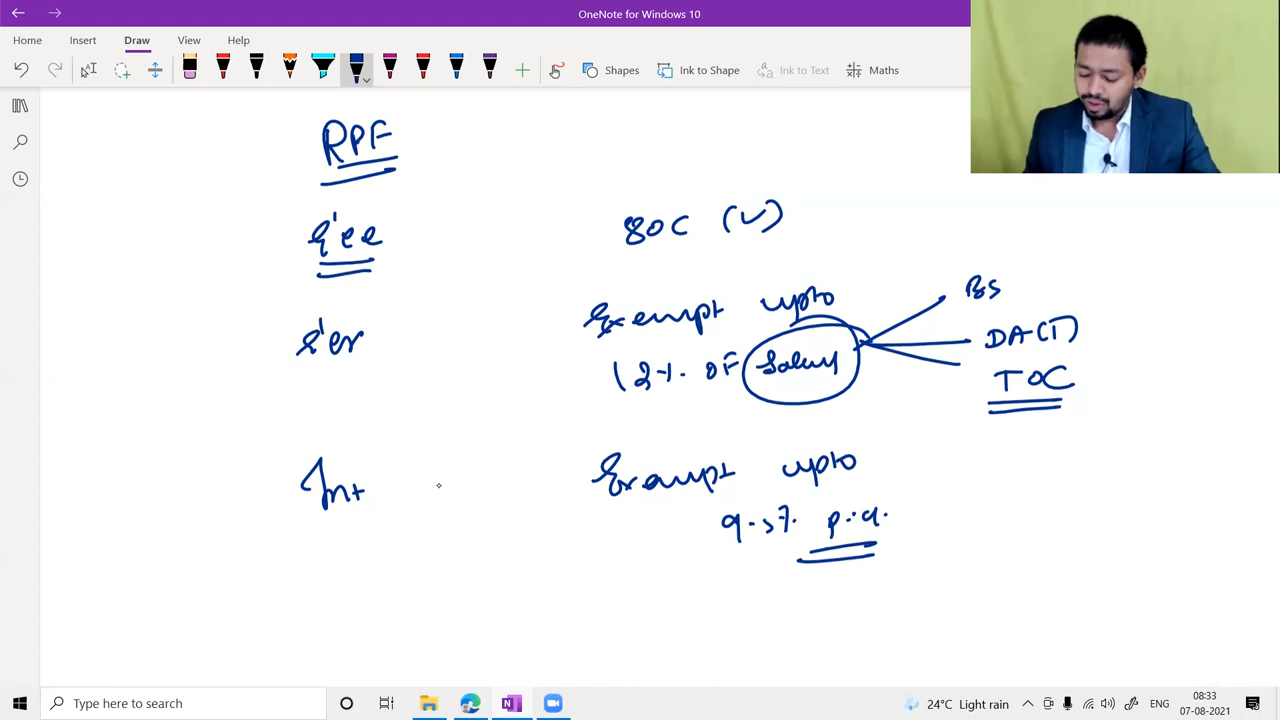 OneNote for Windows 10
Home Insert Draw View Help
Shapes Ink to Shape Ink to Text Maths
RPF
E'ee 80C (✓)
E'er Exempt upto
12%. OF Salary
BS
DA(T)
TOC
Int Exempt upto
9.5%. p.a.
Type here to search
24°C Light rain
ENG
08:33
07-08-2021